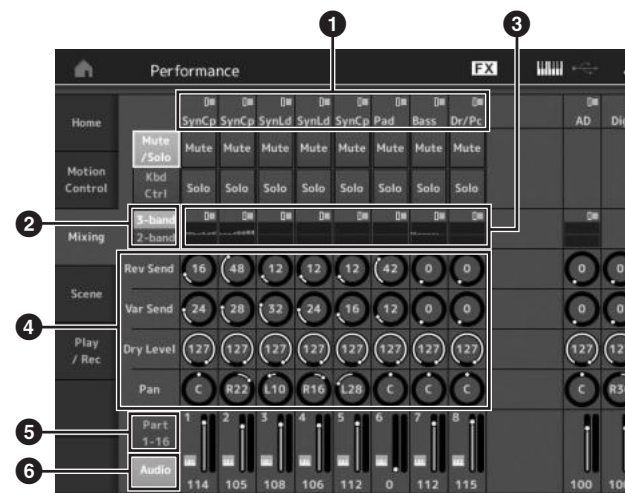 1 3
Performance FX
Home SynCp SynCp SynLd SynLd SynCp Pad Bass Dr/Pc AD
Mute /Solo Mute Mute Mute Mute Mute Mute Mute Mute
Motion Control Kbd Ctrl Solo Solo Solo Solo Solo Solo Solo Solo
2 Mixing 3-band 2-band
Rev Send 16 48 12 12 12 42 0 0 0 0
Scene Var Send 24 28 32 24 16 12 0 0 0 0
4 Play / Rec Dry Level 127 127 127 127 127 127 127 127 127 12
Pan C R22 L10 R16 L28 C C C C R3
5 Part 1-16 1 2 3 4 5 6 7 8
6 Audio 114 105 108 106 112 0 112 115 100 100